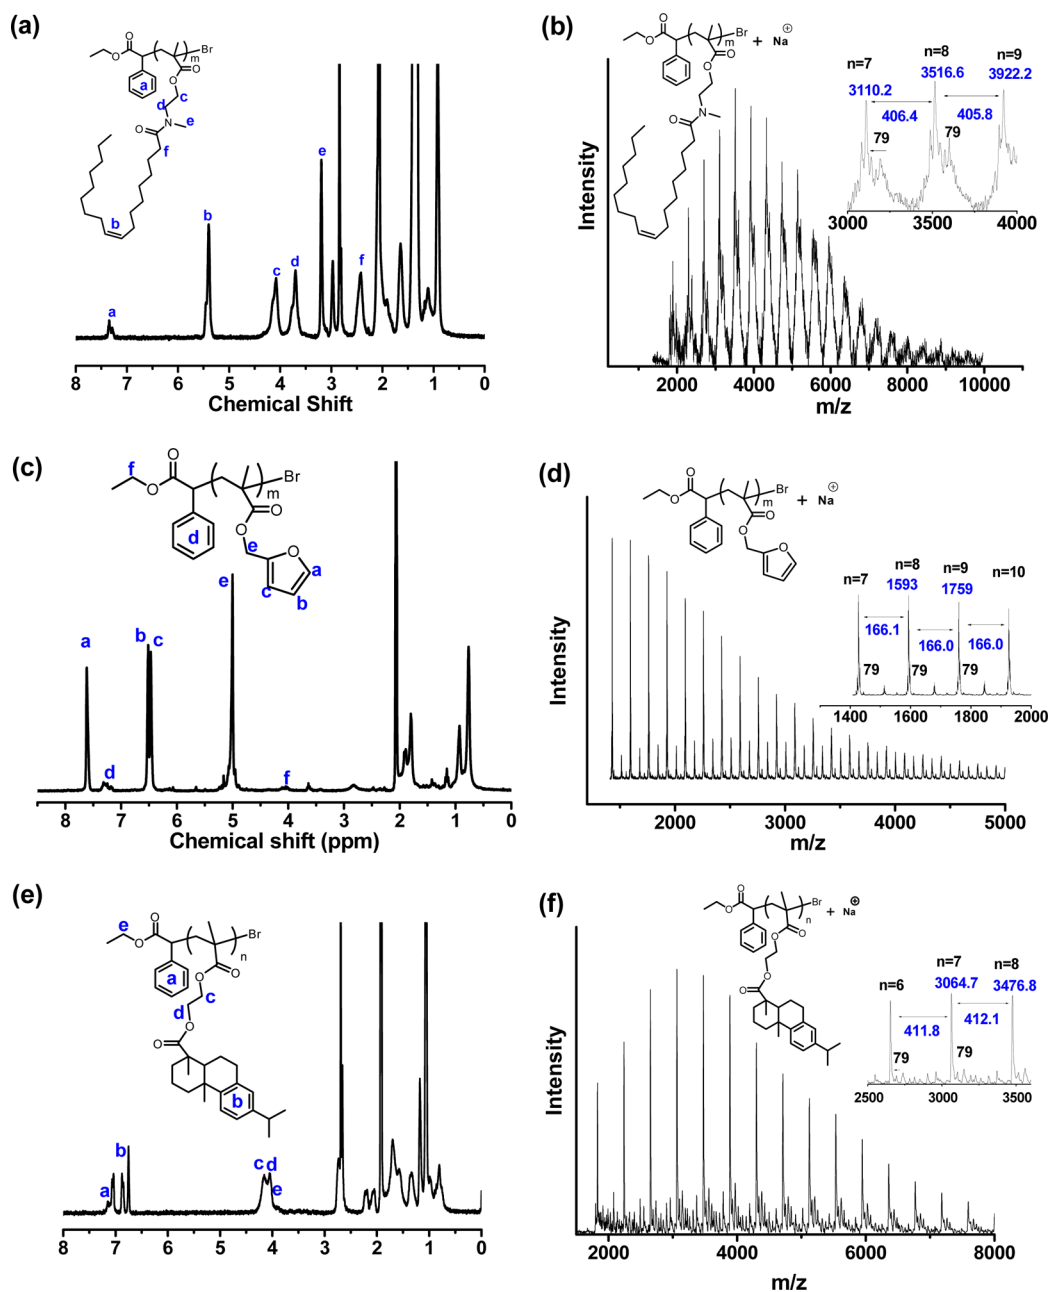 (a)
O
O
Br
m
a
O
O
d
c
N
e
O
f
b
e
b
c
d
f
a
8 7 6 5 4 3 2 1 0
Chemical Shift
(b)
O
O
Br
m
+ Na⊕
O
O
N
O
n=7
n=8
n=9
3110.2
3516.6
3922.2
406.4
405.8
79
79
3000 3500 4000
Intensity
2000 4000 6000 8000 10000
m/z
(c)
f
O
O
Br
m
d
O
O
e
O
a
c
b
e
a
b
c
d
f
8 7 6 5 4 3 2 1 0
Chemical shift (ppm)
(d)
O
O
Br
m
+ Na⊕
O
O
O
n=7
n=8
n=9
n=10
1593
1759
166.1
166.0
166.0
79
79
79
1400 1600 1800 2000
Intensity
2000 3000 4000 5000
m/z
(e)
e
O
O
Br
n
a
O
O
c
d
O
O
b
b
a
c
d
e
8 7 6 5 4 3 2 1 0
(f)
O
O
Br
n
+ Na⊕
O
O
O
O
n=6
n=7
n=8
3064.7
3476.8
411.8
412.1
79
79
2500 3000 3500
Intensity
2000 4000 6000 8000
m/z